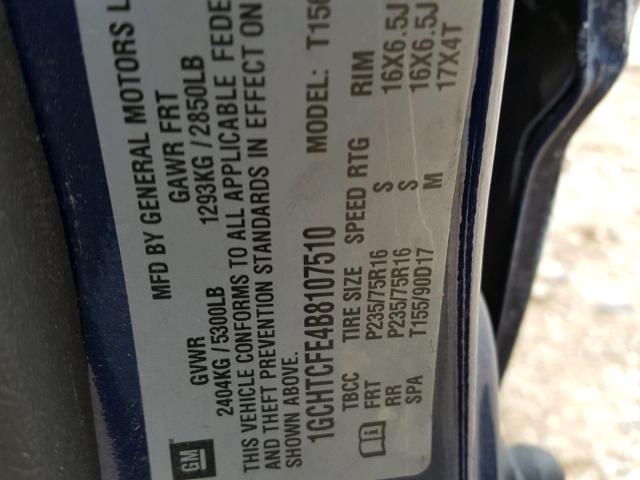 GM
MFD BY GENERAL MOTORS L
GVWR GAWR FRT
2404KG/5300LB 1293KG/2850LB
THIS VEHICLE CONFORMS TO ALL APPLICABLE FEDE
AND THEFT PREVENTION STANDARDS IN EFFECT ON
SHOWN ABOVE.
1GCHTCFE4B8107510 MODEL: T156
TBCC TIRE SIZE SPEED RTG RIM
FRT P235/75R16 S 16X6.5J
RR P235/75R16 S 16X6.5J
SPA T155/90D17 M 17X4T